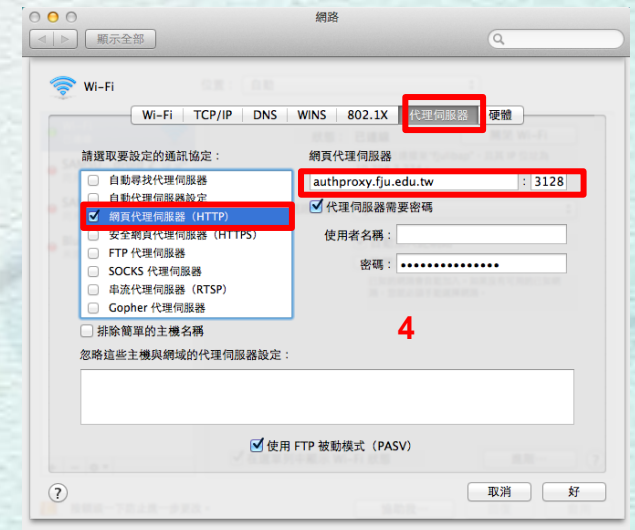 網路
顯示全部
Wi-Fi
Wi-Fi TCP/IP DNS WINS 802.1X 代理伺服器 硬體
請選取要設定的通訊協定：
自動尋找代理伺服器
自動代理伺服器設定
網頁代理伺服器（HTTP）
安全網頁代理伺服器（HTTPS）
FTP 代理伺服器
SOCKS 代理伺服器
串流代理伺服器（RTSP）
Gopher 代理伺服器
排除簡單的主機名稱
網頁代理伺服器
authproxy.fju.edu.tw : 3128
代理伺服器需要密碼
使用者名稱：
密碼：•••••••••••••••
4
忽略這些主機與網域的代理伺服器設定：
使用 FTP 被動模式（PASV）
?
取消 好